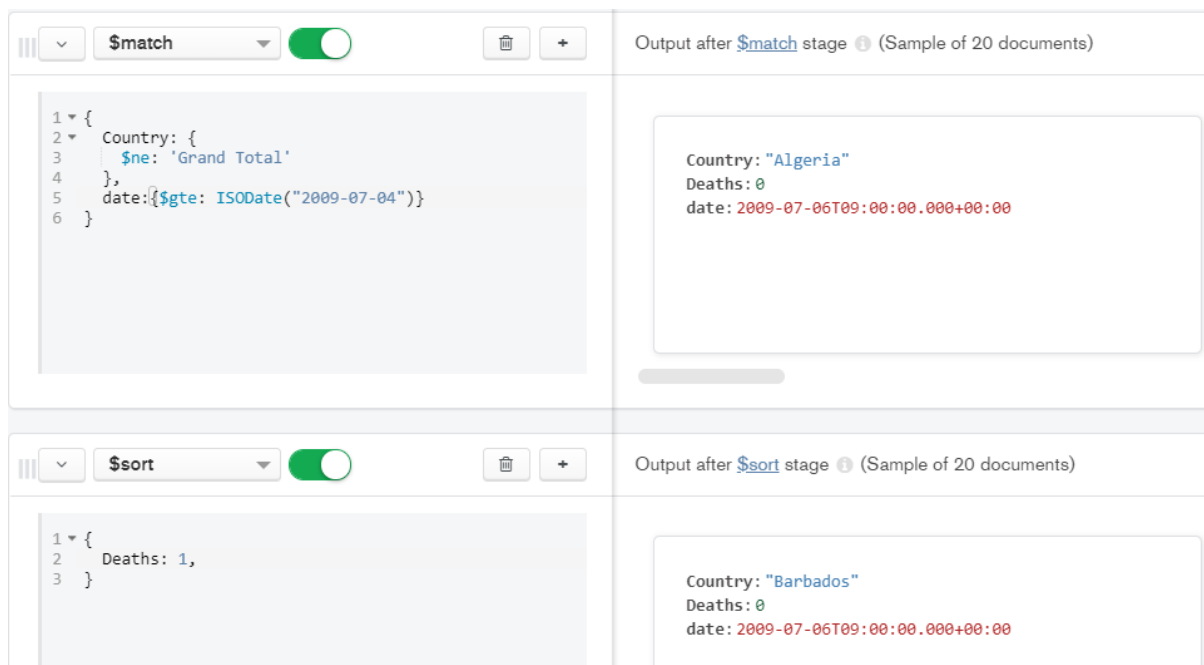 $match
+
Output after $match stage (Sample of 20 documents)
1 {
2 Country: {
3 $ne: 'Grand Total'
4 },
5 date:{$gte: ISODate("2009-07-04")}
6 }
Country: "Algeria"
Deaths: 0
date: 2009-07-06T09:00:00.000+00:00
$sort
+
Output after $sort stage (Sample of 20 documents)
1 {
2 Deaths: 1,
3 }
Country: "Barbados"
Deaths: 0
date: 2009-07-06T09:00:00.000+00:00